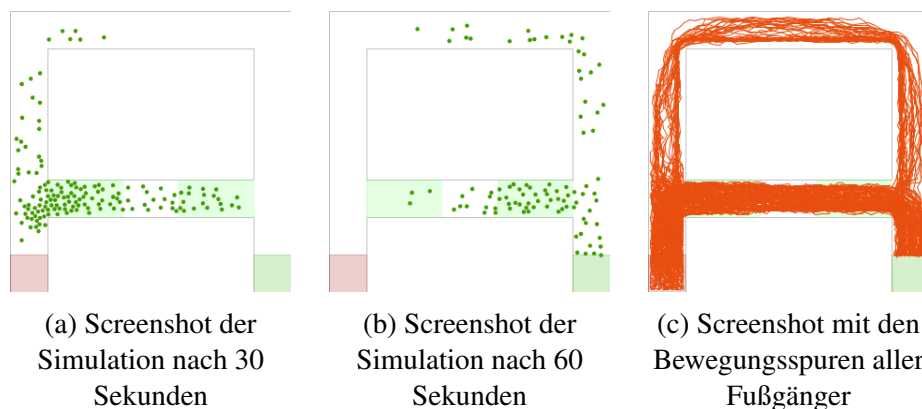 (a) Screenshot der
Simulation nach 30
Sekunden
(b) Screenshot der
Simulation nach 60
Sekunden
(c) Screenshot mit den
Bewegungsspuren aller
Fußgänger